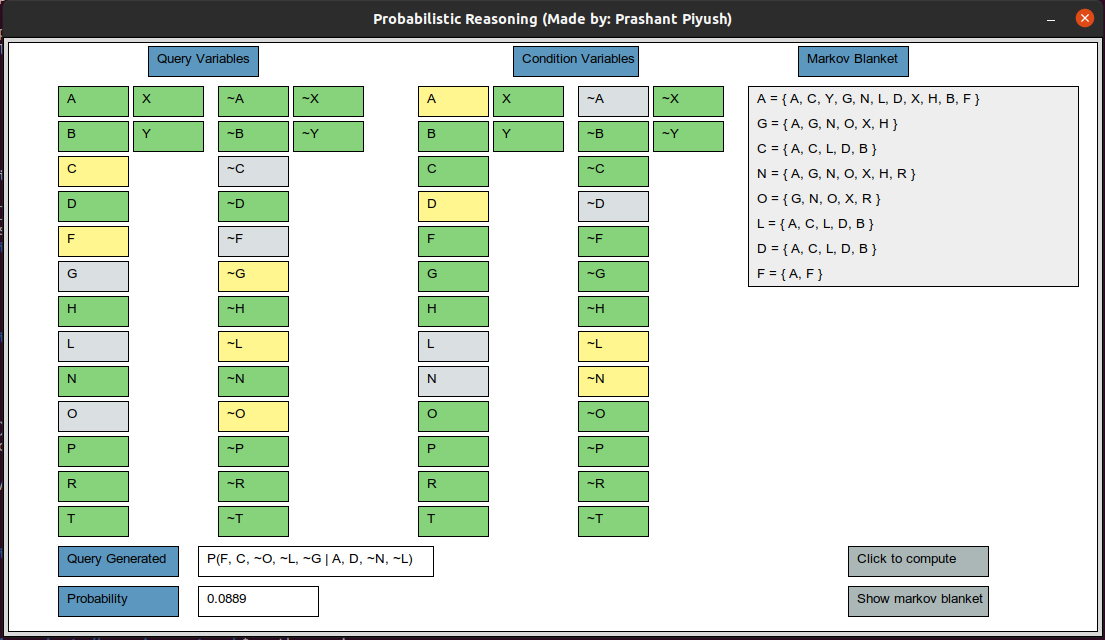 Probabilistic Reasoning (Made by: Prashant Piyush)
Query Variables Condition Variables Markov Blanket
A X ~A ~X A X ~A ~X A = { A, C, Y, G, N, L, D, X, H, B, F }
G = { A, G, N, O, X, H }
B Y ~B ~Y B Y ~B ~Y
C = { A, C, L, D, B }
C ~C C ~C N = { A, G, N, O, X, H, R }
D ~D D ~D O = { G, N, O, X, R }
L = { A, C, L, D, B }
F ~F F ~F D = { A, C, L, D, B }
G ~G G ~G F = { A, F }
H ~H H ~H
L ~L L ~L
N ~N N ~N
O ~O O ~O
P ~P P ~P
R ~R R ~R
T ~T T ~T
Query Generated P(F, C, ~O, ~L, ~G | A, D, ~N, ~L) Click to compute
Probability 0.0889 Show markov blanket